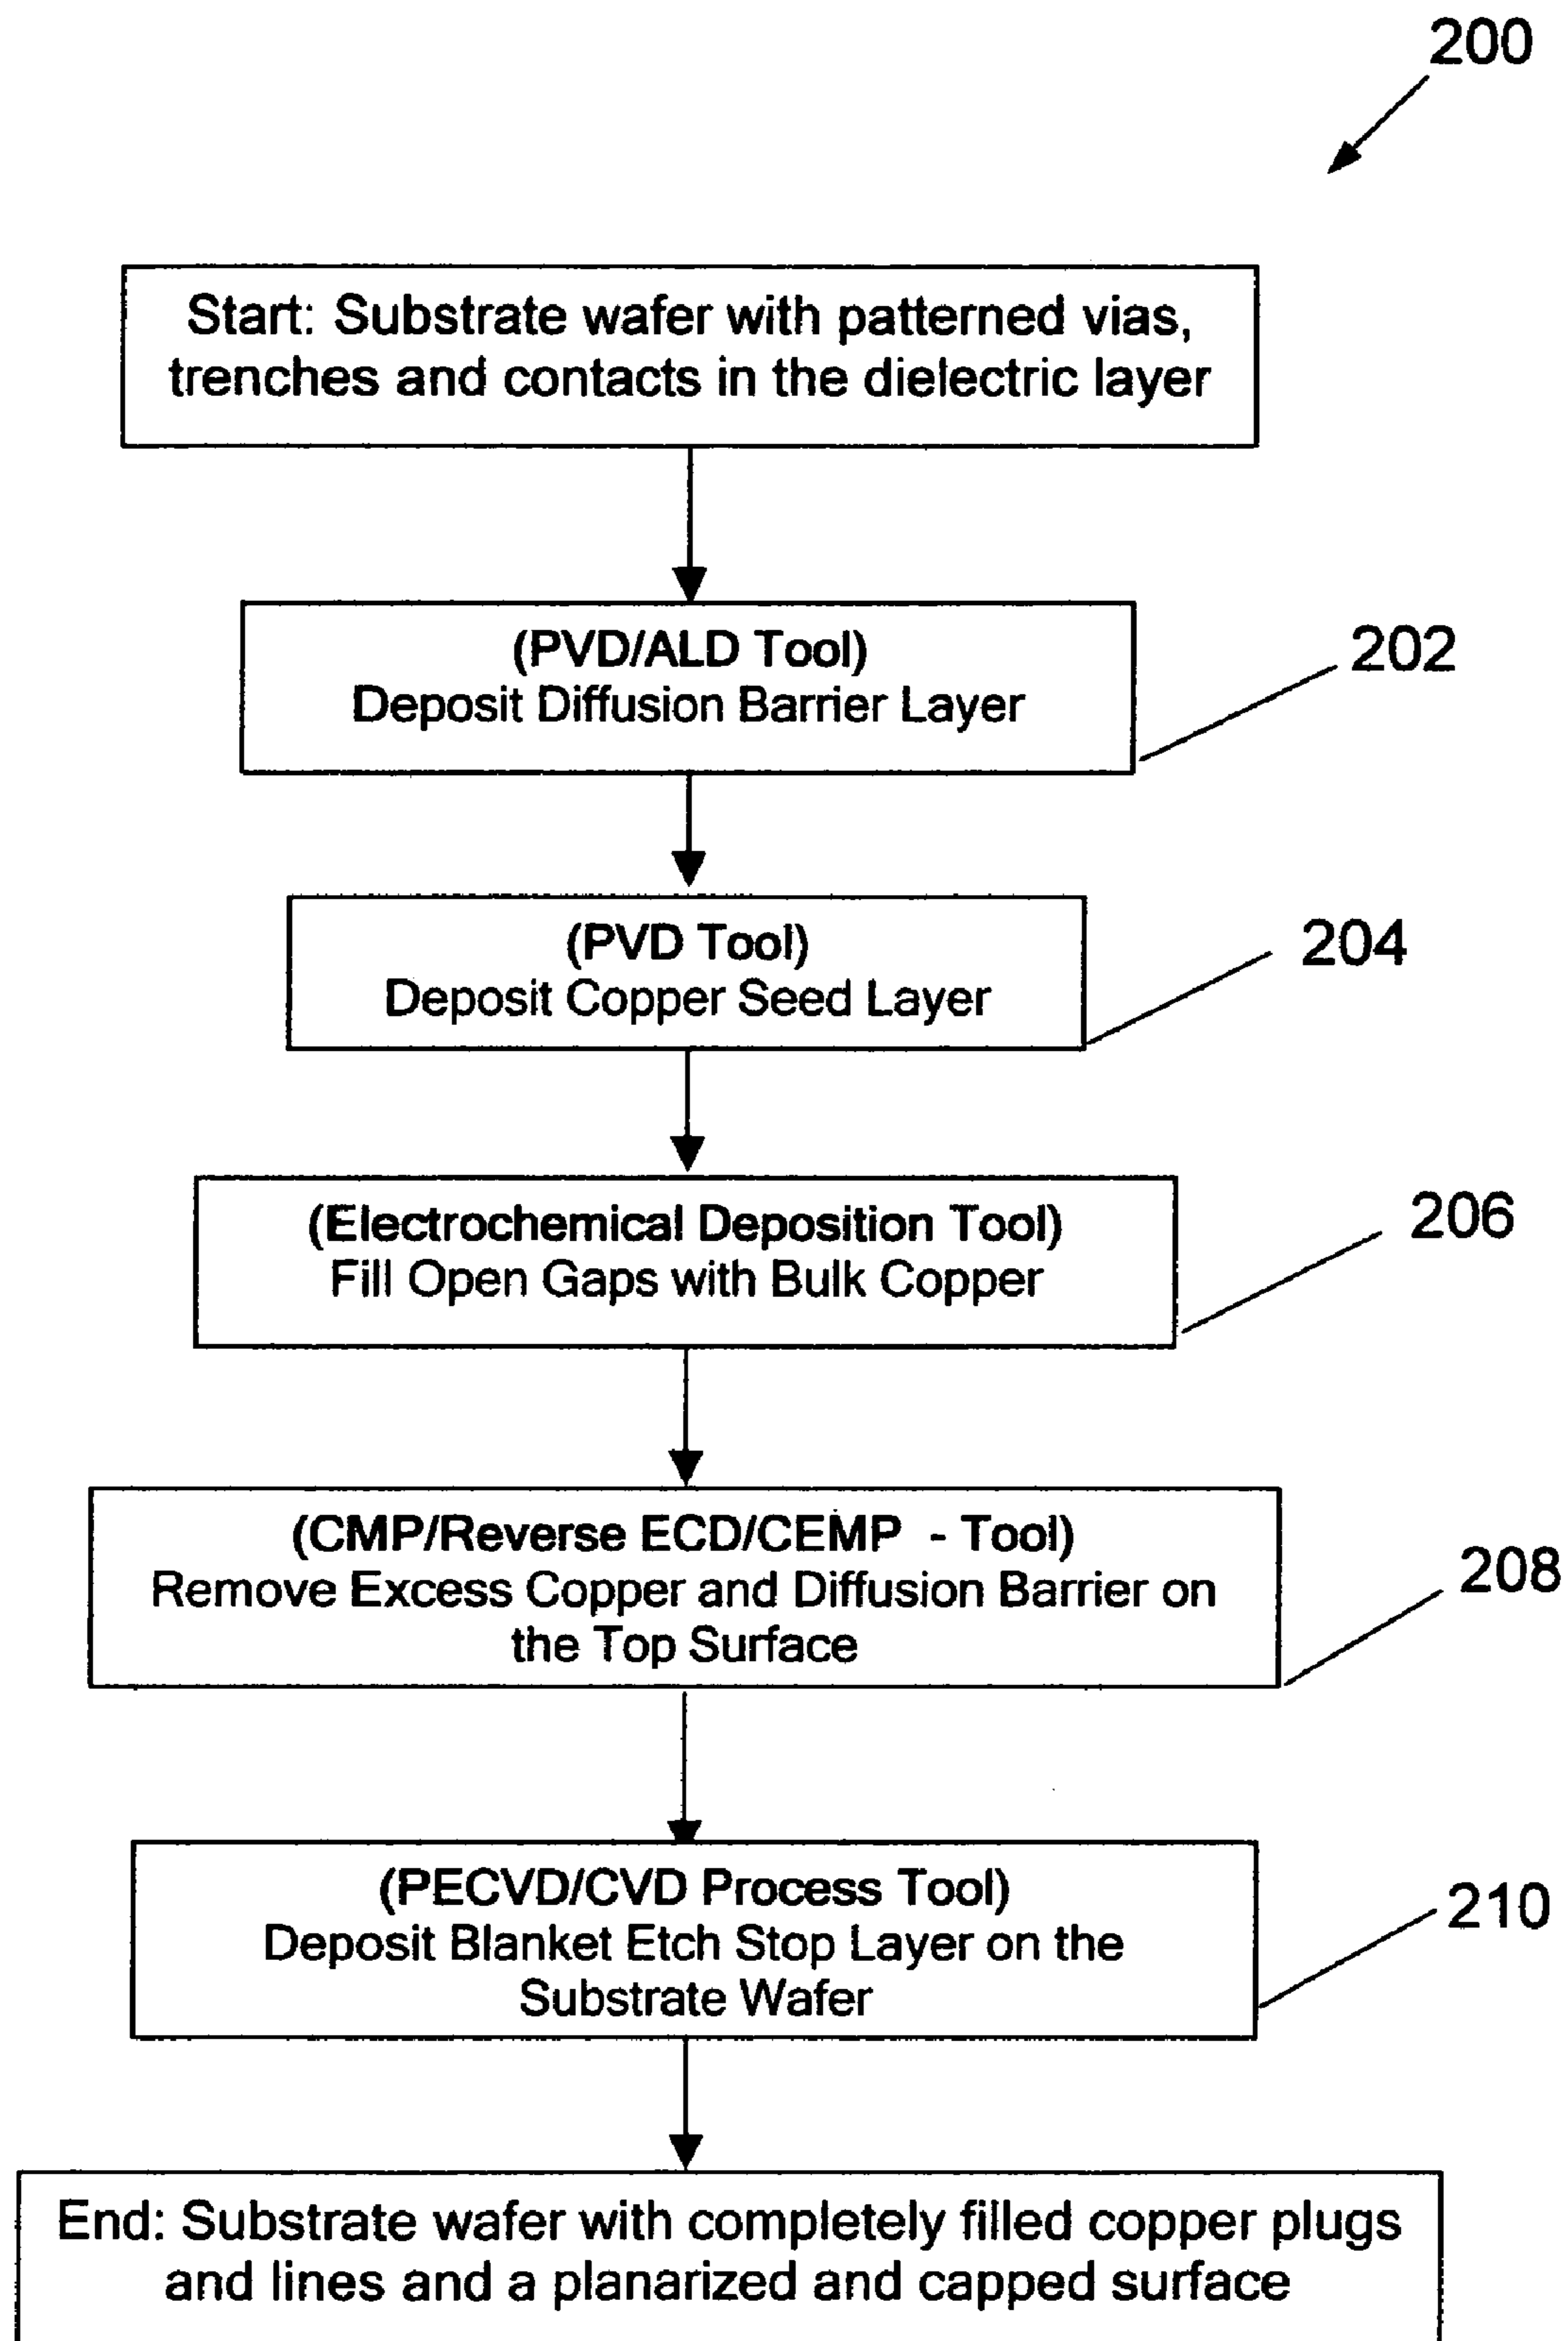 200
Start: Substrate wafer with patterned vias,
trenches and contacts in the dielectric layer
(PVD/ALD Tool)
Deposit Diffusion Barrier Layer
202
(PVD Tool)
Deposit Copper Seed Layer
204
(Electrochemical Deposition Tool)
Fill Open Gaps with Bulk Copper
206
(CMP/Reverse ECD/CEMP - Tool)
Remove Excess Copper and Diffusion Barrier on
the Top Surface
208
(PECVD/CVD Process Tool)
Deposit Blanket Etch Stop Layer on the
Substrate Wafer
210
End: Substrate wafer with completely filled copper plugs
and lines and a planarized and capped surface